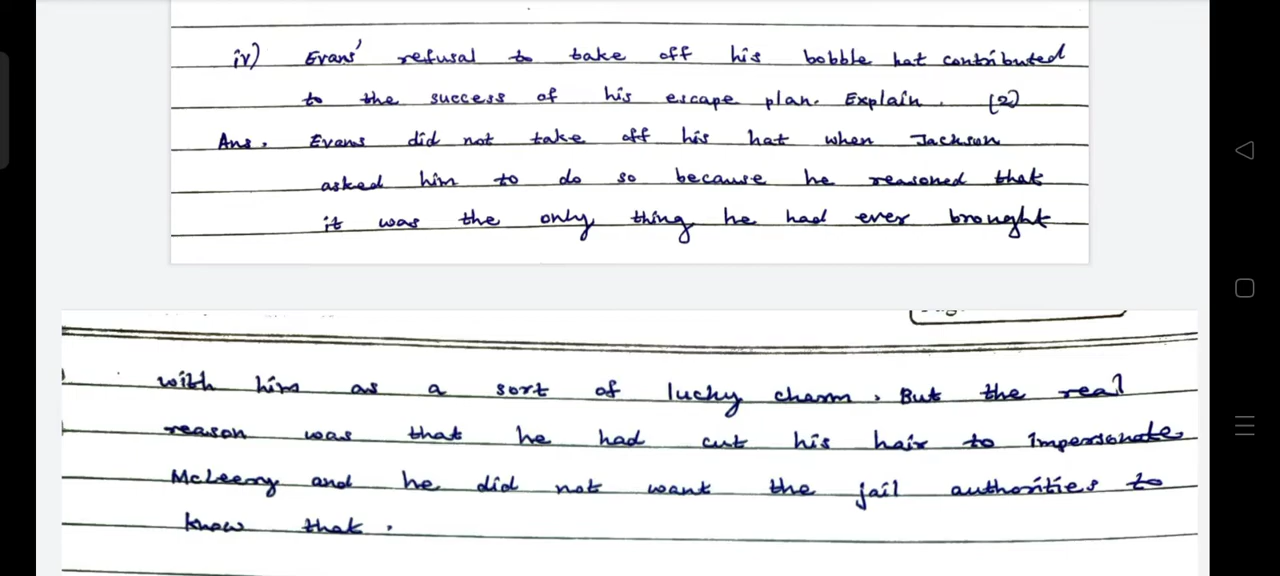 iv) Evans' refusal to take off his bobble hat contributed
to the success of his escape plan. Explain. (2)
Ans. Evans did not take off his hat when Jackson
asked him to do so because he reasoned that
it was the only thing he had ever brought
with him as a sort of lucky charm. But the real
reason was that he had cut his hair to impersonate
McLeery and he did not want the jail authorities to
know that.